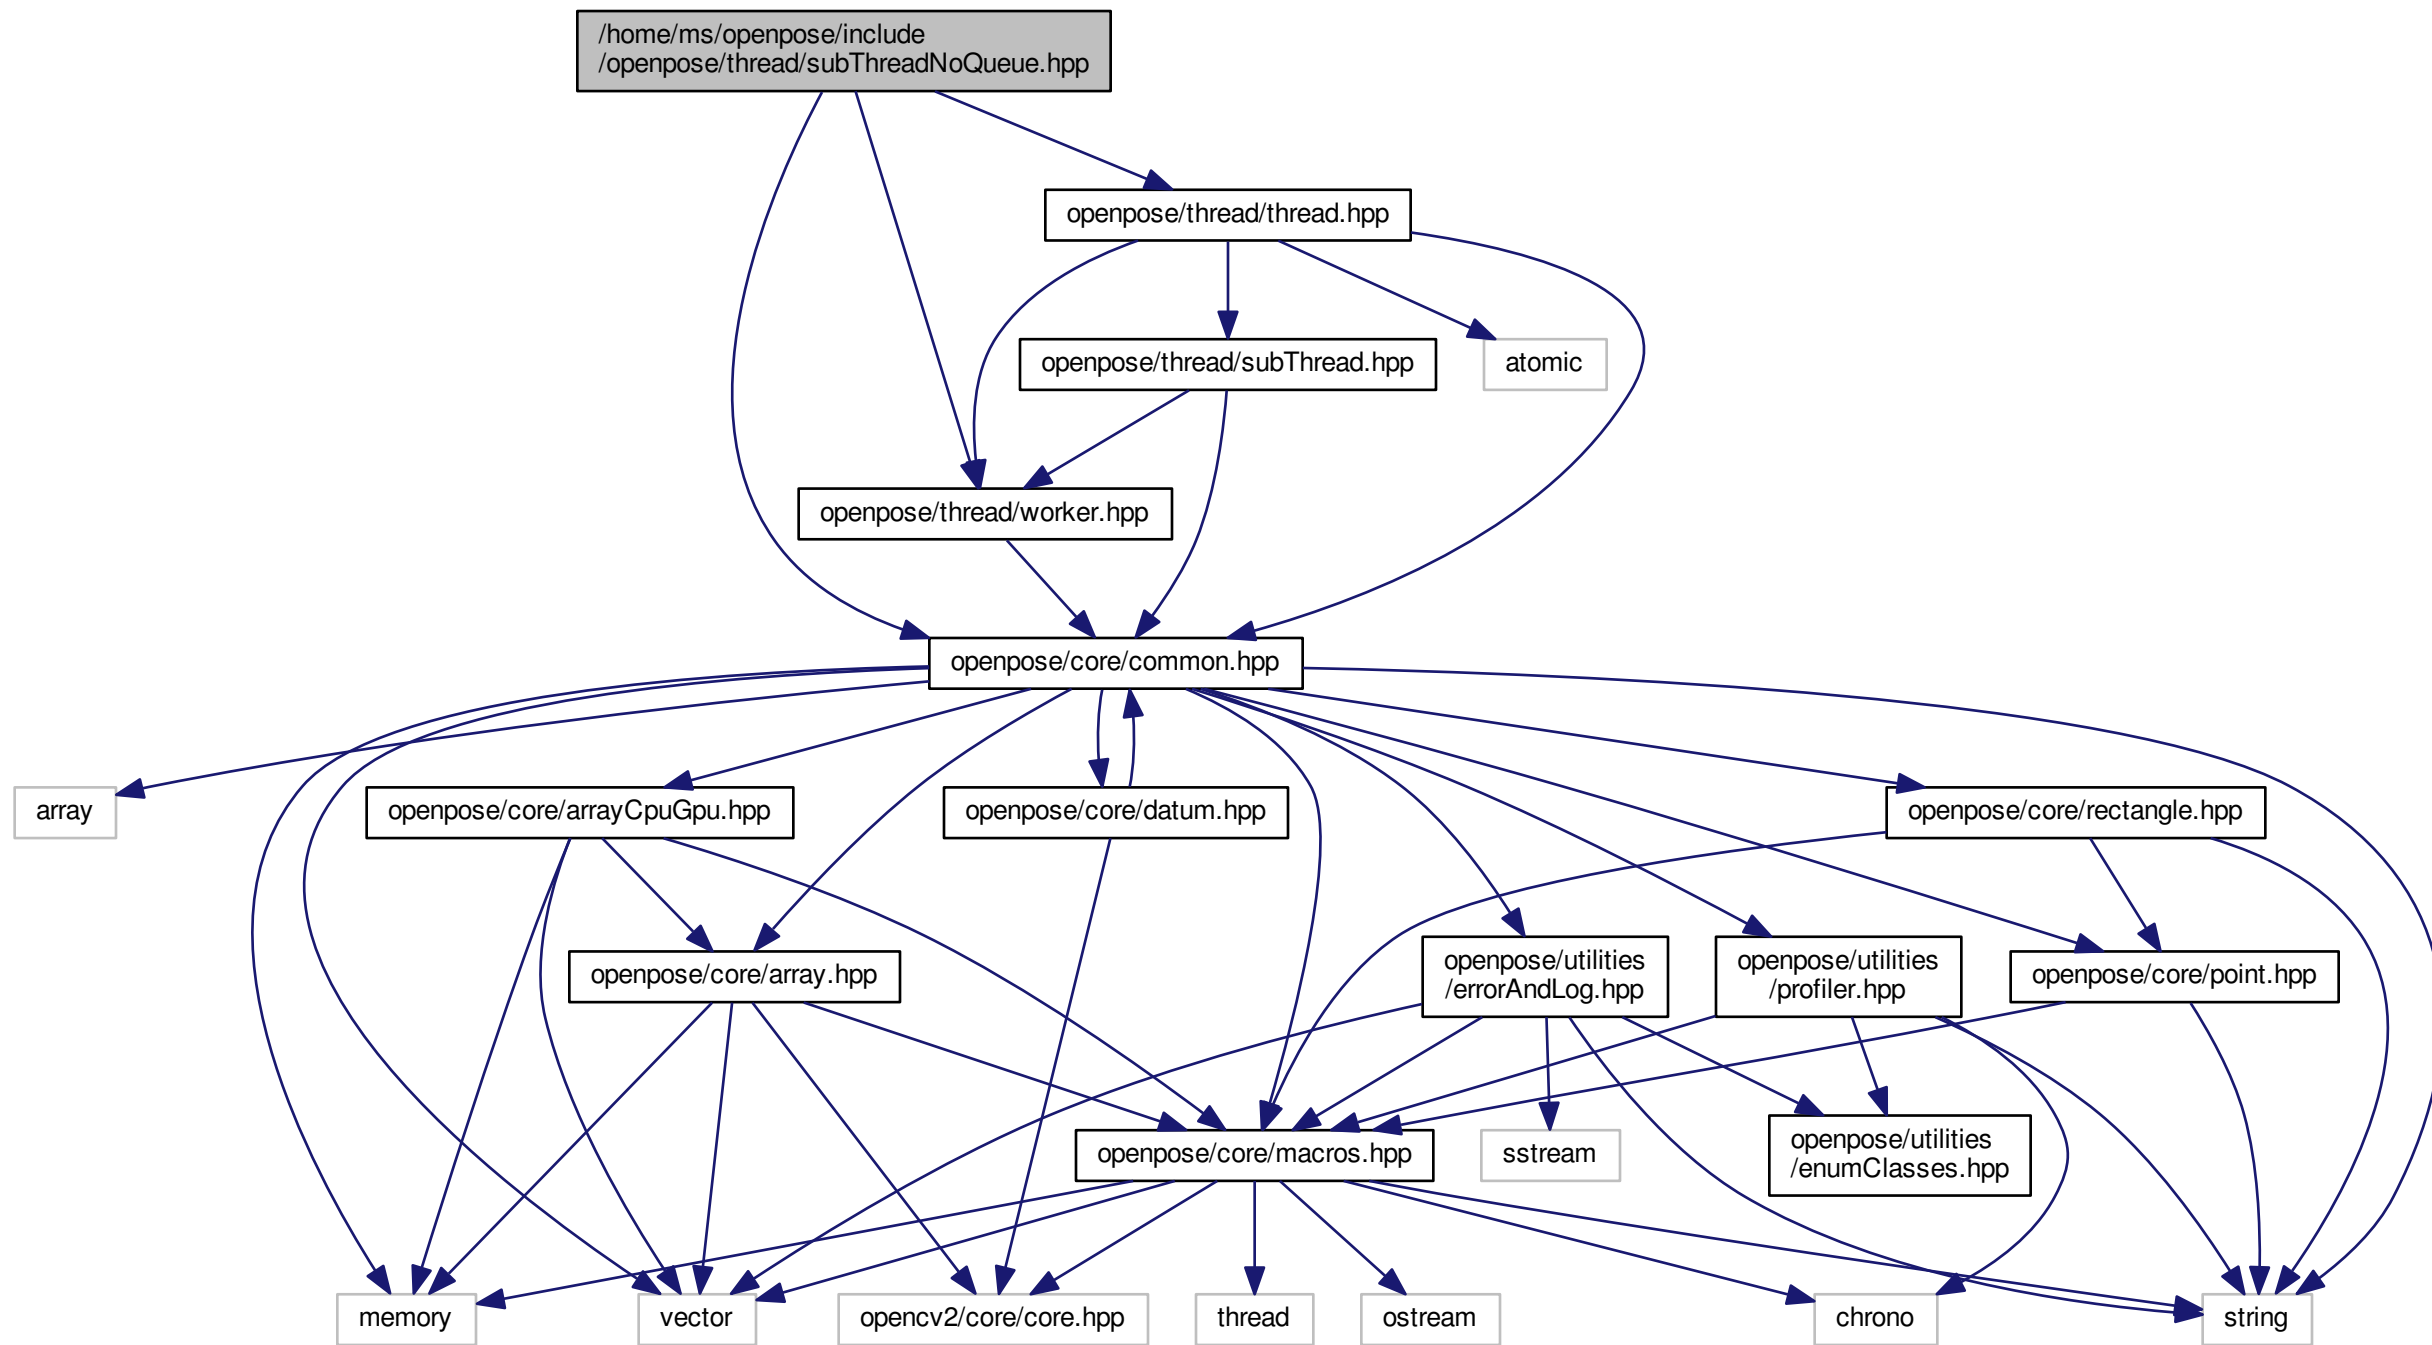 /home/ms/openpose/include
/openpose/thread/subThreadNoQueue.hpp
openpose/thread/thread.hpp
openpose/thread/subThread.hpp
atomic
openpose/thread/worker.hpp
openpose/core/common.hpp
array
openpose/core/arrayCpuGpu.hpp
openpose/core/datum.hpp
openpose/core/rectangle.hpp
openpose/core/array.hpp
openpose/utilities
/errorAndLog.hpp
openpose/utilities
/profiler.hpp
openpose/core/point.hpp
openpose/core/macros.hpp
sstream
openpose/utilities
/enumClasses.hpp
memory
vector
opencv2/core/core.hpp
thread
ostream
chrono
string